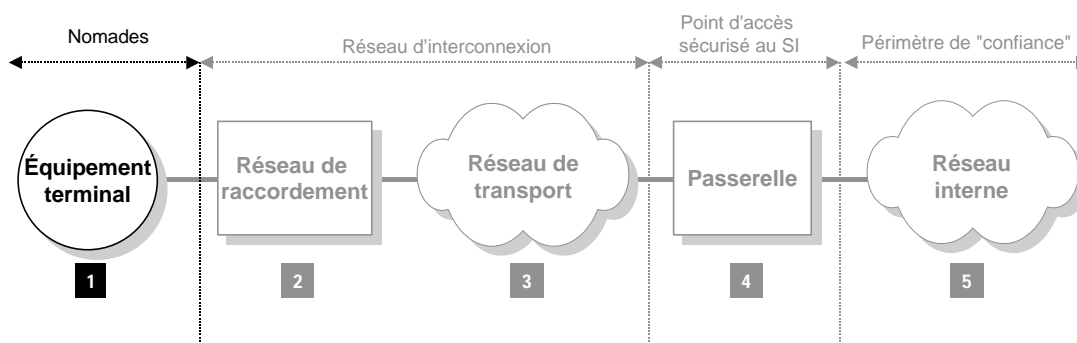 Nomades
Réseau d'interconnexion
Point d'accès
sécurisé au SI
Périmètre de "confiance"
Équipement
terminal
Réseau de
raccordement
Réseau de
transport
Passerelle
Réseau
interne
1
2
3
4
5